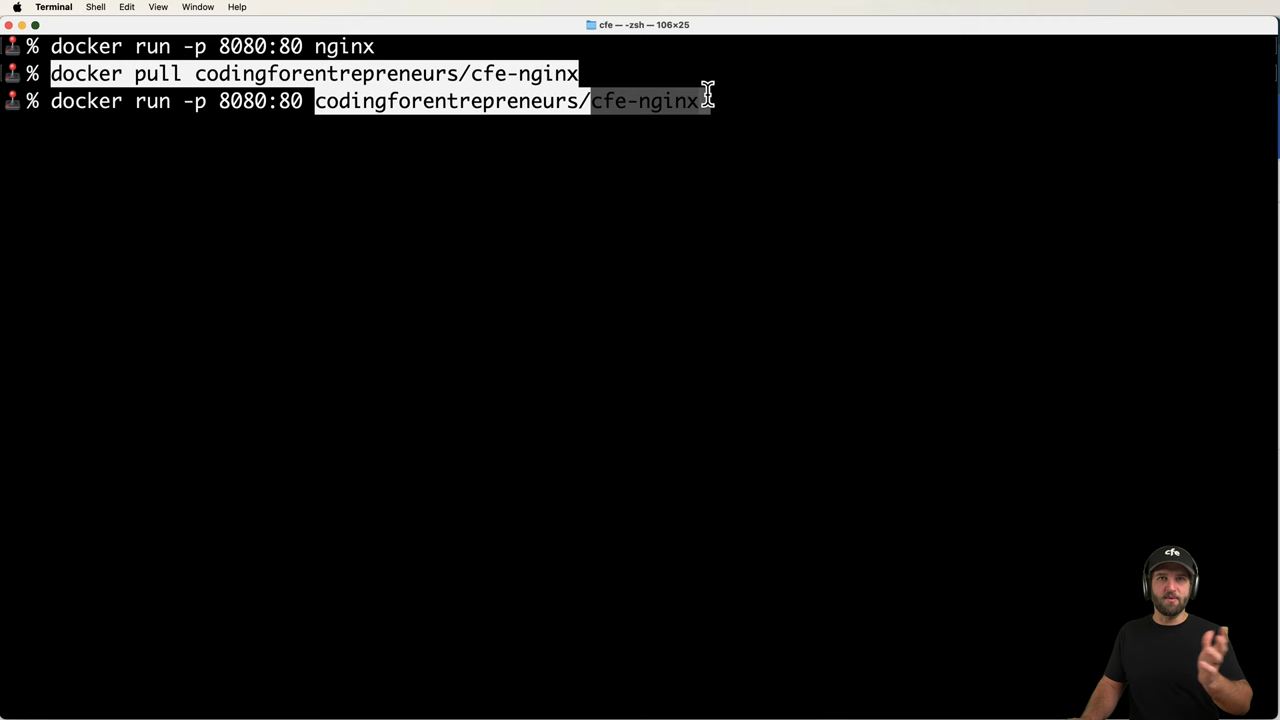 Terminal Shell Edit View Window Help
cfe — -zsh — 106×25
% docker run -p 8080:80 nginx
% docker pull codingforentrepreneurs/cfe-nginx
% docker run -p 8080:80 codingforentrepreneurs/cfe-nginx
cfe